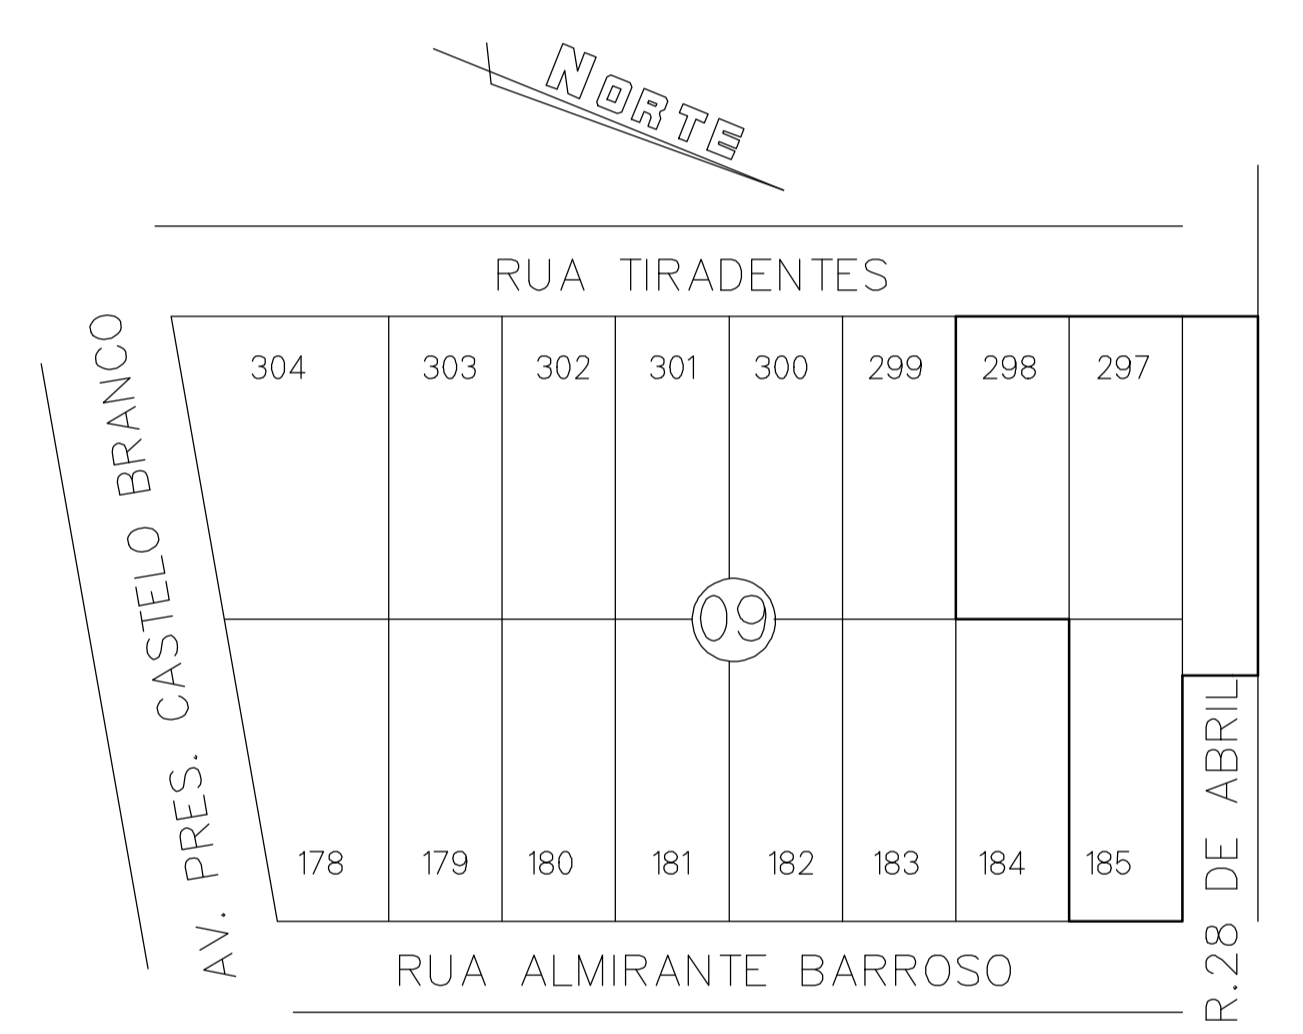 NORTE
RUA TIRADENTES
304 303 302 301 300 299 298 297
AV. PRES. CASTELO BRANCO
09
178 179 180 181 182 183 184 185
R.28 DE ABRIL
RUA ALMIRANTE BARROSO